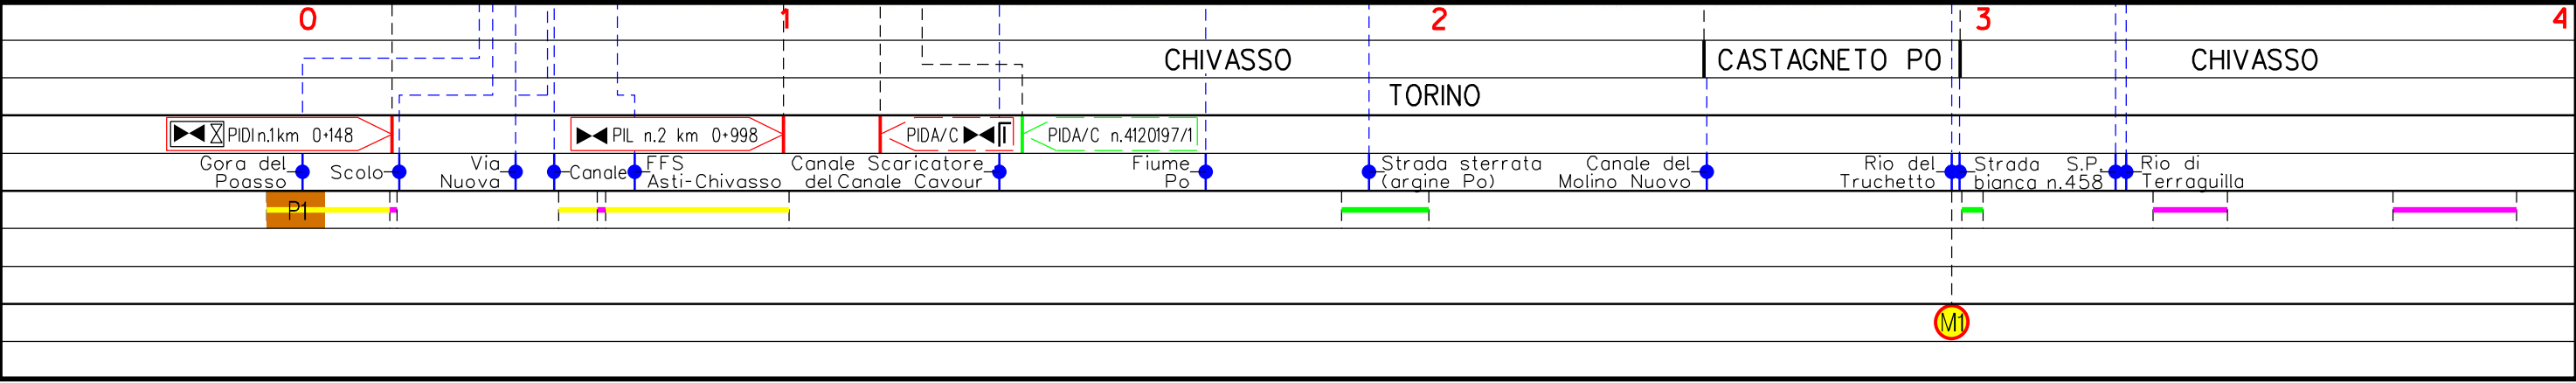 0 1 2 3 4
CHIVASSO CASTAGNETO PO CHIVASSO
TORINO
PIDI n.1 km 0+148 PIL n.2 km 0+998 PIDA/C PIDA/C n.4120197/1
Gora del Via FFS Canale Scaricatore Fiume Strada sterrata Canale del Rio del Strada S.P. Rio di
Scolo Canale
Poasso Nuova Asti-Chivasso del Canale Cavour Po (argine Po) Molino Nuovo Truchetto bianca n.458 Terraguilla
P1
M1